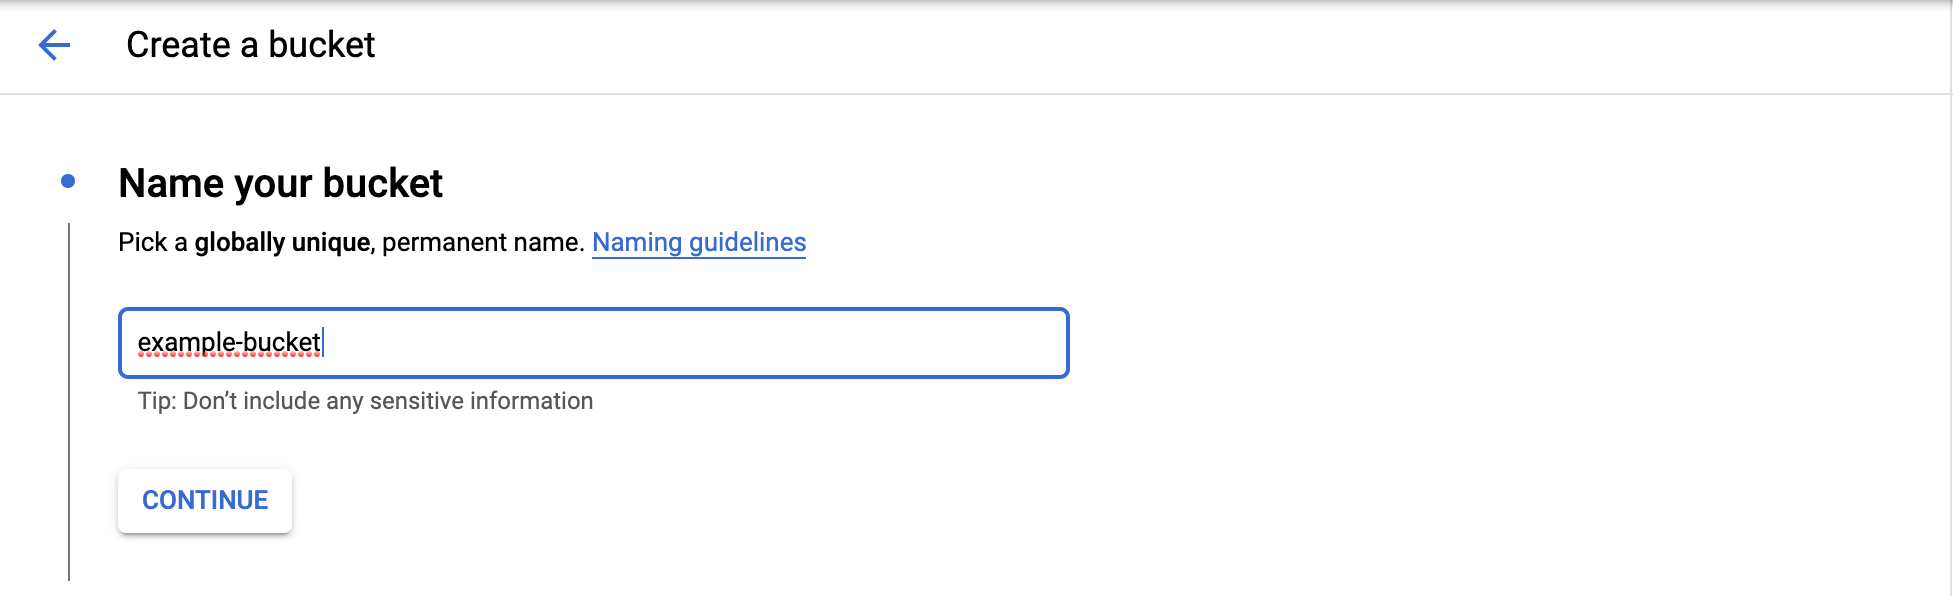 Create a bucket
Name your bucket
Pick a globally unique, permanent name. Naming guidelines
example-bucket
Tip: Don’t include any sensitive information
CONTINUE